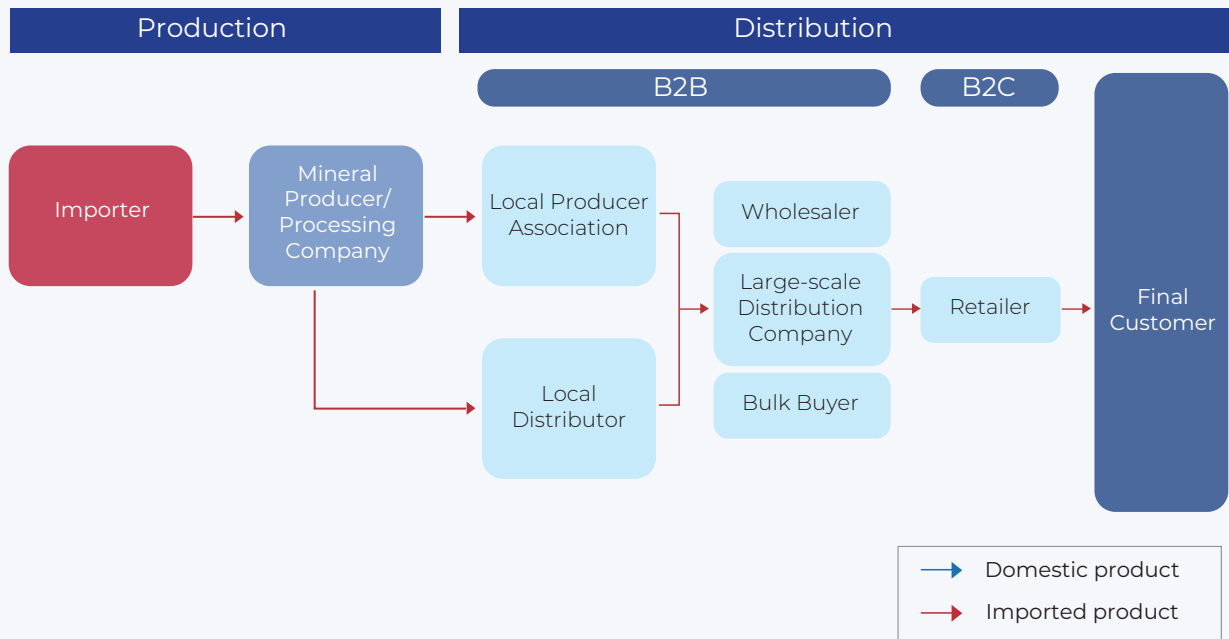 Production
Distribution
B2B
B2C
Importer
Mineral
Producer/
Processing
Company
Local Producer
Association
Local
Distributor
Wholesaler
Large-scale
Distribution
Company
Bulk Buyer
Retailer
Final
Customer
Domestic product
Imported product